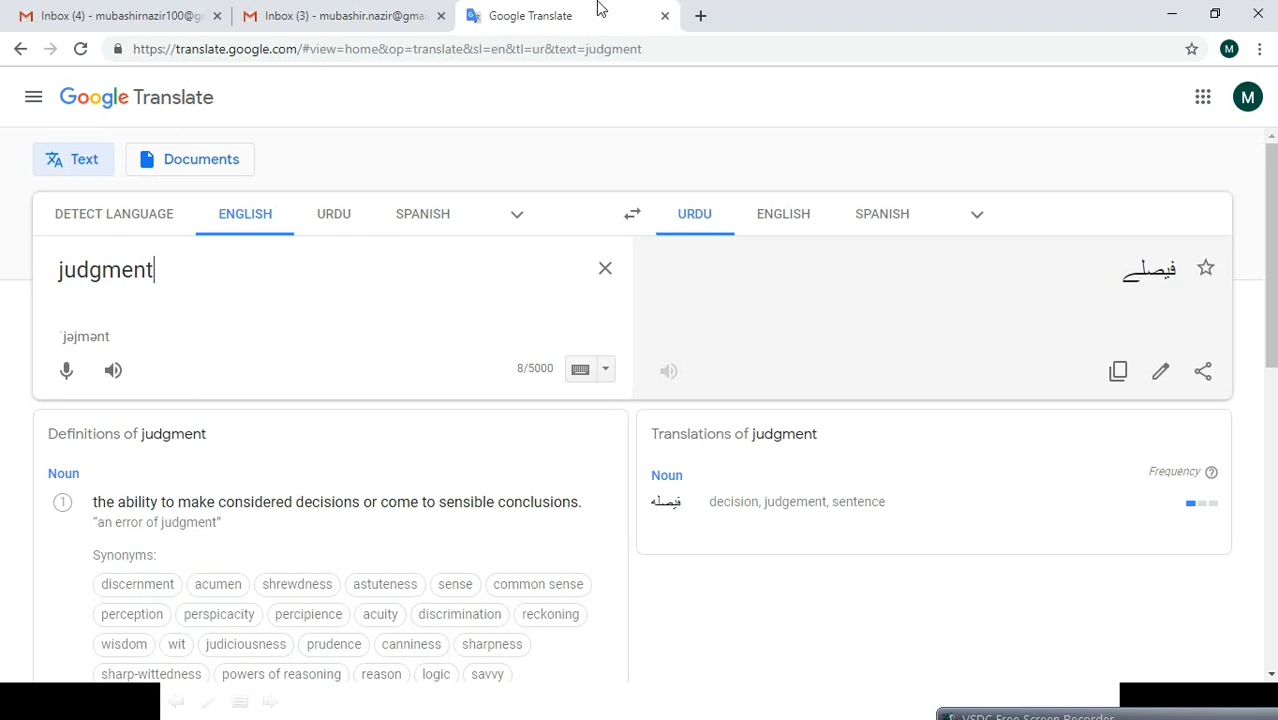 Inbox (4) - mubashirnazir100@g
Inbox (3) - mubashir.nazir@gma
Google Translate
https://translate.google.com/#view=home&op=translate&sl=en&tl=ur&text=judgment
M
Google Translate
M
Text
Documents
DETECT LANGUAGE ENGLISH URDU SPANISH
URDU ENGLISH SPANISH
judgment
فیصلے
ˈjəjmənt
8/5000
Definitions of judgment
Noun
1 the ability to make considered decisions or come to sensible conclusions.
"an error of judgment"
Synonyms:
discernment acumen shrewdness astuteness sense common sense
perception perspicacity percipience acuity discrimination reckoning
wisdom wit judiciousness prudence canniness sharpness
sharp-wittedness powers of reasoning reason logic savvy
Translations of judgment
Noun
Frequency
فیصلہ decision, judgement, sentence
VSDC Free Screen Recorder